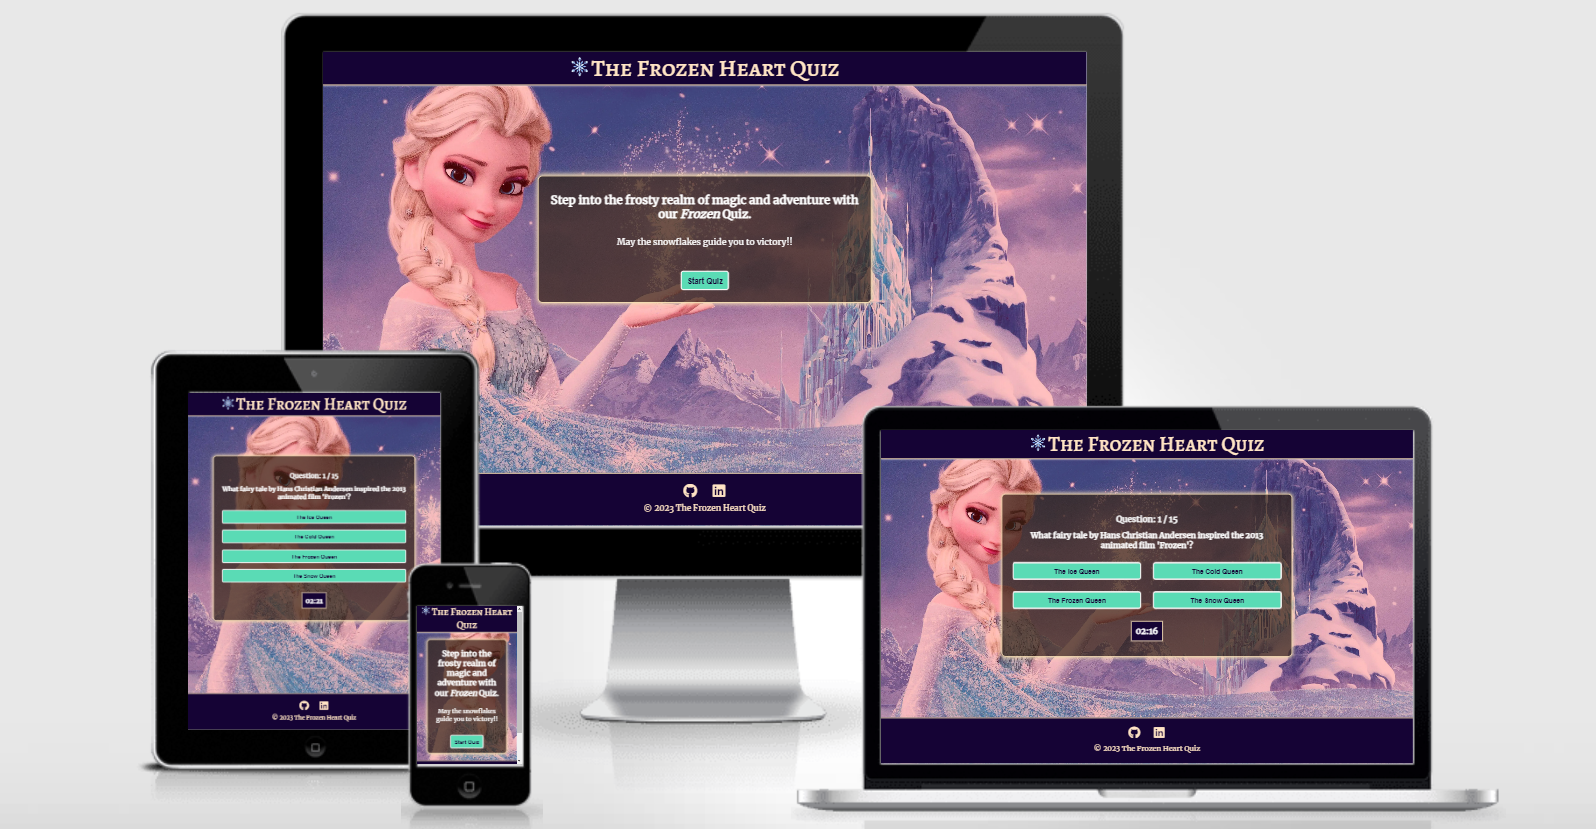 The Frozen Heart Quiz
Step into the frosty realm of magic and adventure with
our Frozen Quiz.
May the snowflakes guide you to victory!!
Start Quiz
© 2023 The Frozen Heart Quiz
The Frozen Heart Quiz
Question: 1 / 15
What fairy tale by Hans Christian Andersen inspired the 2013
animated film 'Frozen'?
The Ice Queen
The Cold Queen
The Frozen Queen
The Snow Queen
02:21
© 2023 The Frozen Heart Quiz
The Frozen Heart
Quiz
Step into the
frosty realm of
magic and
adventure with
our Frozen Quiz.
May the snowflakes
guide you to victory!!
Start Quiz
The Frozen Heart Quiz
Question: 1 / 15
What fairy tale by Hans Christian Andersen inspired the 2013
animated film 'Frozen'?
The Ice Queen
The Cold Queen
The Frozen Queen
The Snow Queen
02:16
© 2023 The Frozen Heart Quiz